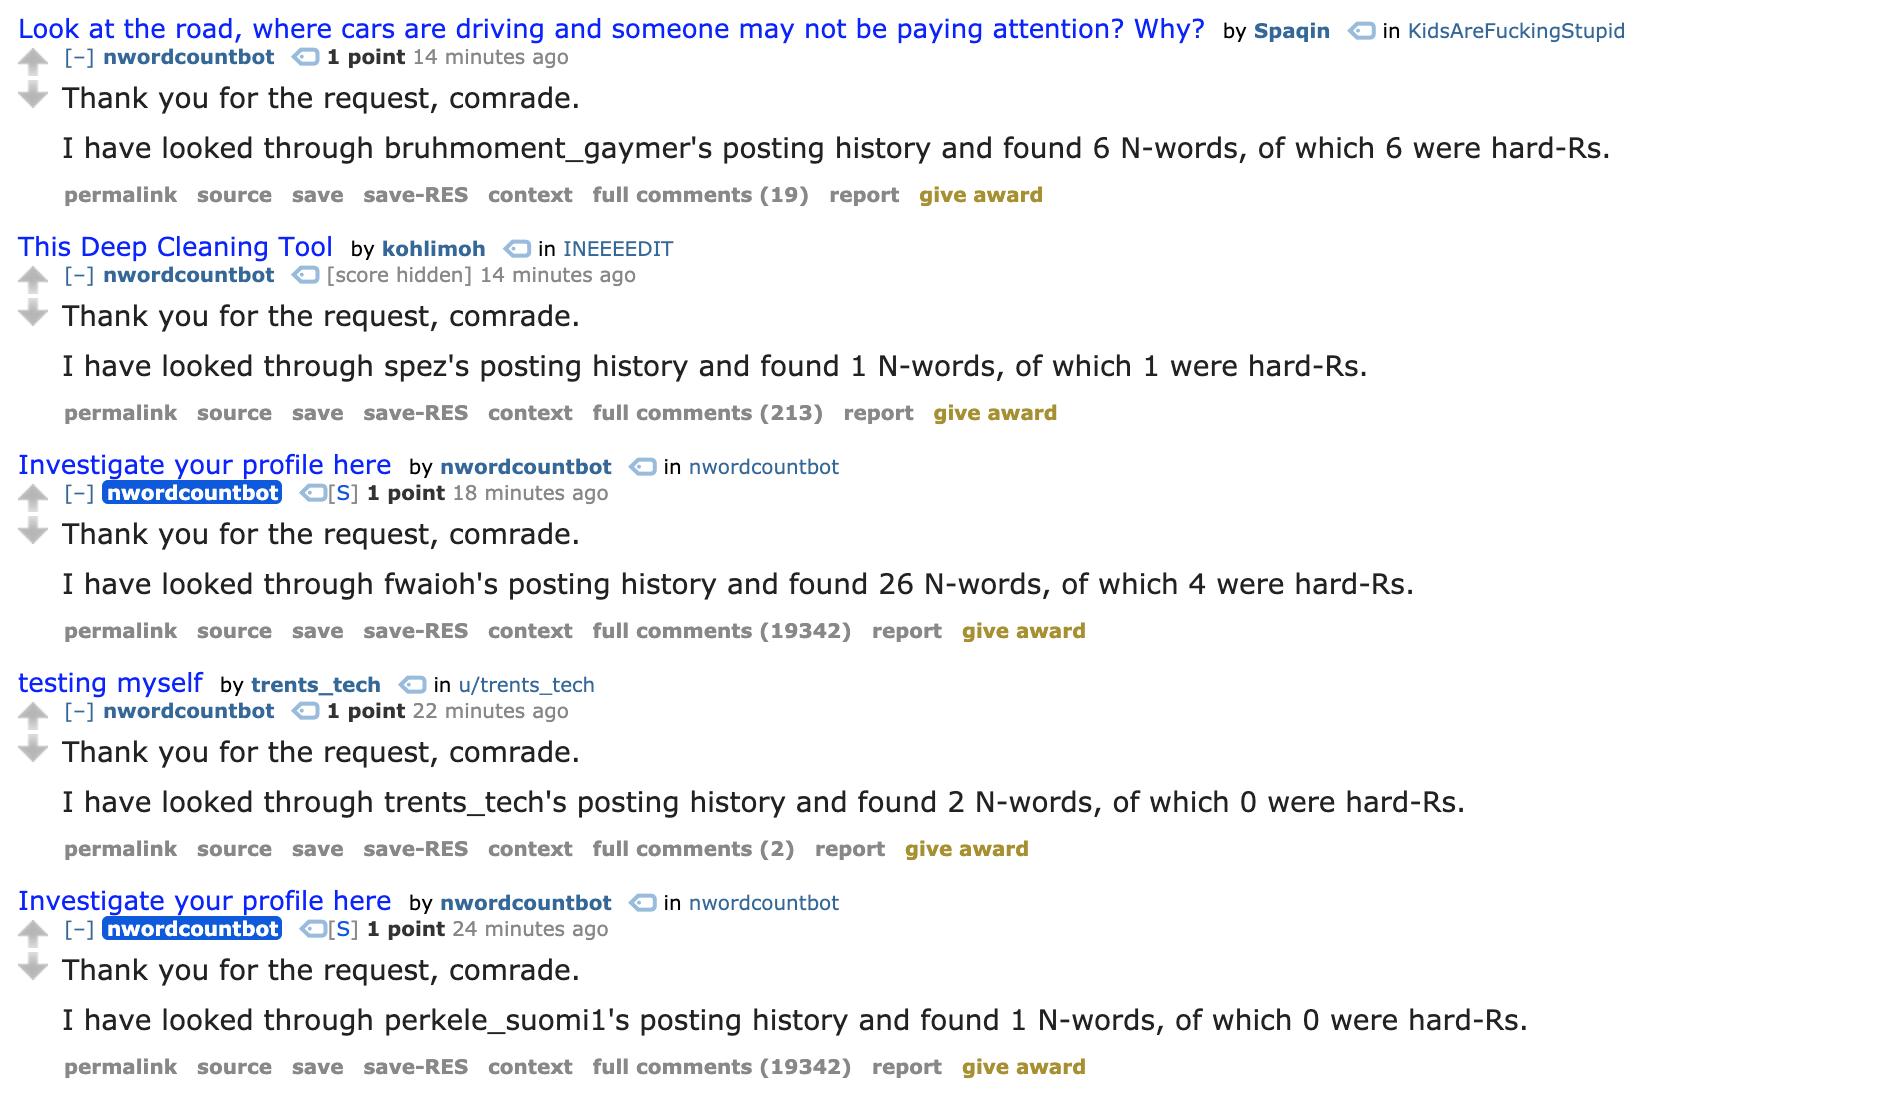 Look at the road, where cars are driving and someone may not be paying attention? Why? by Spaqin in KidsAreFuckingStupid
[–] nwordcountbot 1 point 14 minutes ago
Thank you for the request, comrade.
I have looked through bruhmoment_gaymer's posting history and found 6 N-words, of which 6 were hard-Rs.
permalink source save save-RES context full comments (19) report give award
This Deep Cleaning Tool by kohlimoh in INEEEEDIT
[–] nwordcountbot [score hidden] 14 minutes ago
Thank you for the request, comrade.
I have looked through spez's posting history and found 1 N-words, of which 1 were hard-Rs.
permalink source save save-RES context full comments (213) report give award
Investigate your profile here by nwordcountbot in nwordcountbot
[–] nwordcountbot [S] 1 point 18 minutes ago
Thank you for the request, comrade.
I have looked through fwaioh's posting history and found 26 N-words, of which 4 were hard-Rs.
permalink source save save-RES context full comments (19342) report give award
testing myself by trents_tech in u/trents_tech
[–] nwordcountbot 1 point 22 minutes ago
Thank you for the request, comrade.
I have looked through trents_tech's posting history and found 2 N-words, of which 0 were hard-Rs.
permalink source save save-RES context full comments (2) report give award
Investigate your profile here by nwordcountbot in nwordcountbot
[–] nwordcountbot [S] 1 point 24 minutes ago
Thank you for the request, comrade.
I have looked through perkele_suomi1's posting history and found 1 N-words, of which 0 were hard-Rs.
permalink source save save-RES context full comments (19342) report give award